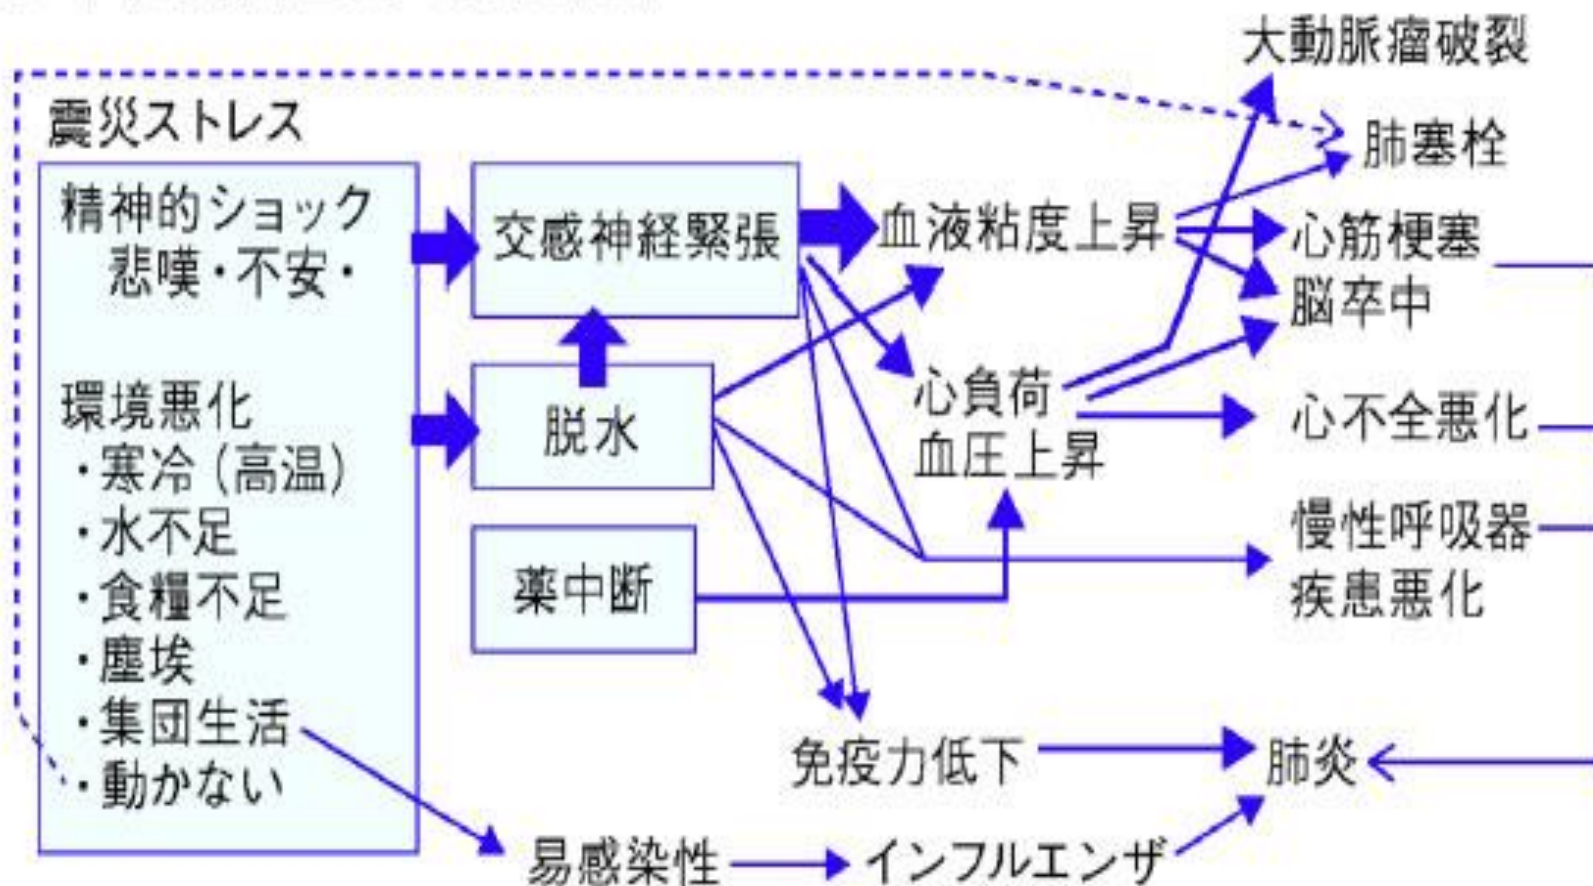 大動脈瘤破裂
震災ストレス
肺塞栓
精神的ショック
悲嘆・不安・
交感神経緊張
血液粘度上昇
心筋梗塞
脳卒中
環境悪化
・寒冷（高温）
・水不足
・食糧不足
・塵埃
・集団生活
・動かない
脱水
心負荷
血圧上昇
心不全悪化
薬中断
慢性呼吸器
疾患悪化
免疫力低下
肺炎
易感染性
インフルエンザ